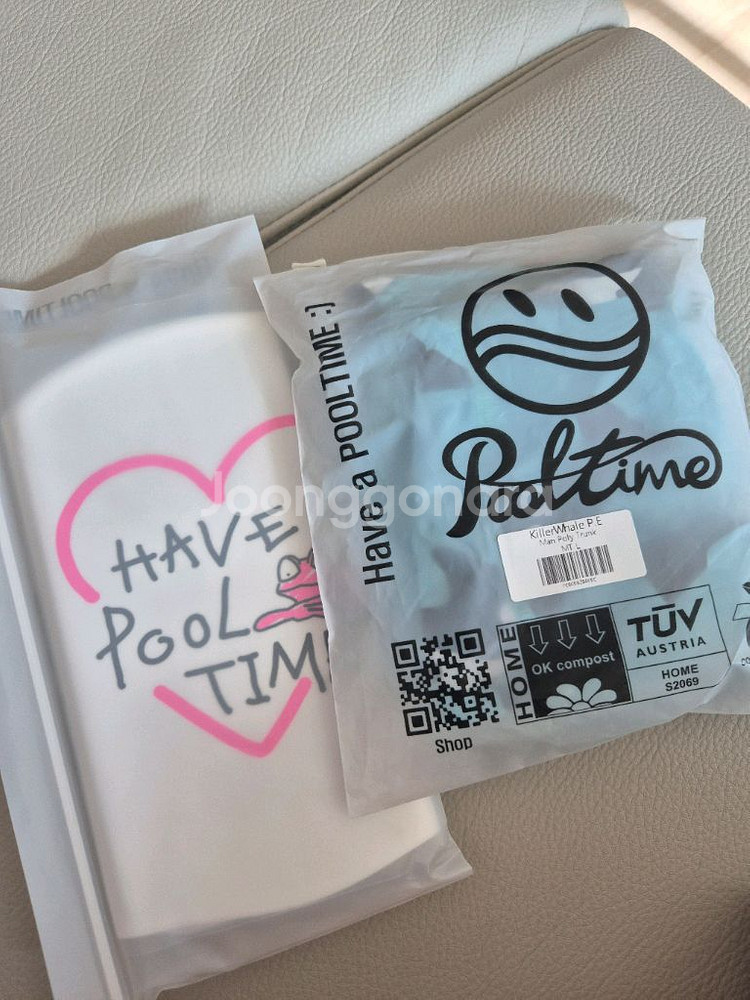 HAVE
POOL
TIM
Have a POOLTIME :)
Pooltime
KillerWhale P.E
Man Poly Trunk
MT L
Shop
HOME
OK compost
TÜV
AUSTRIA
HOME
S2069
Joonggonara